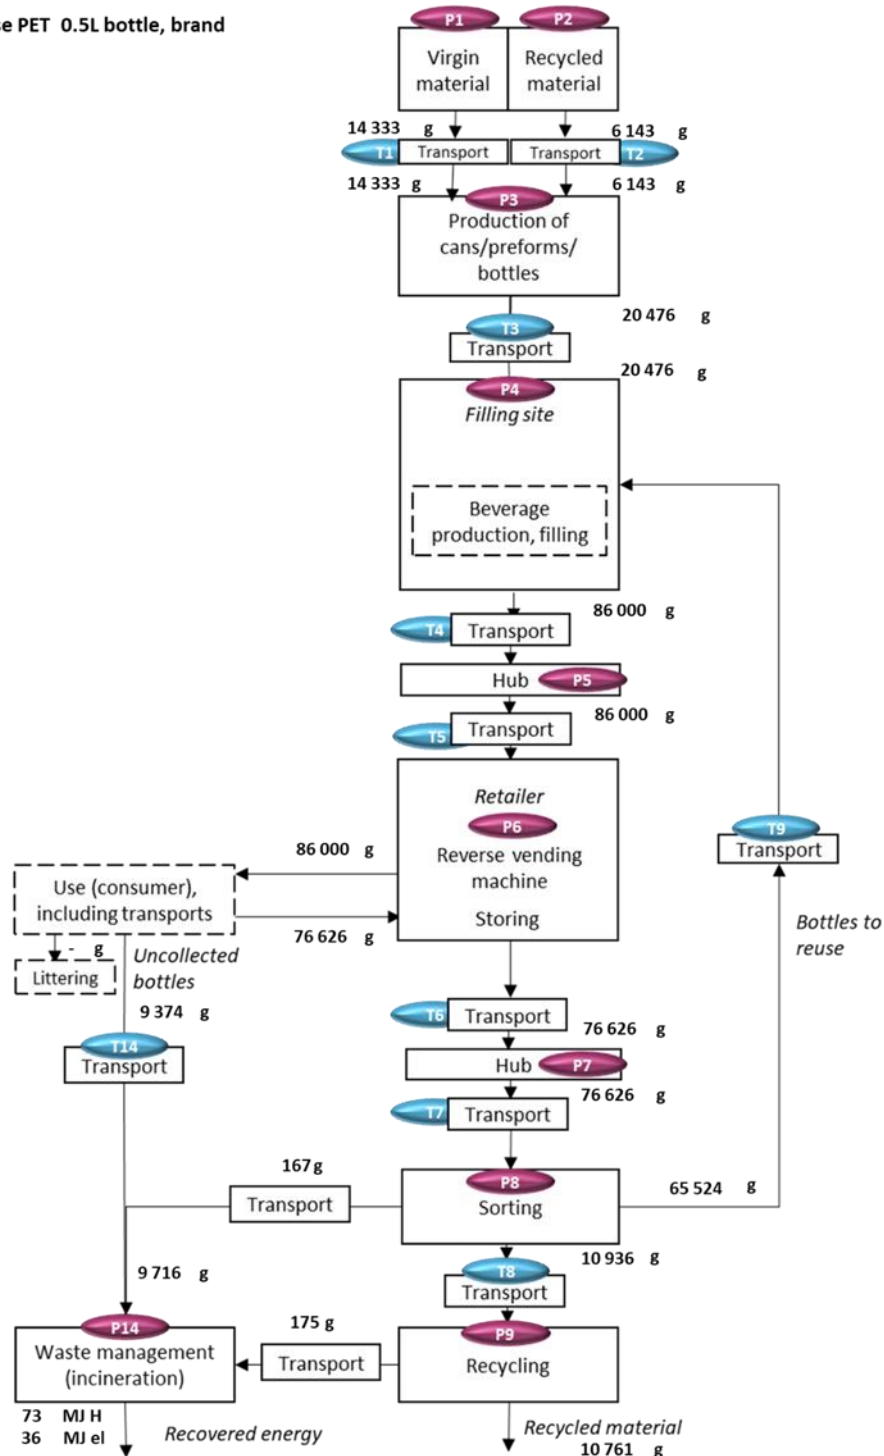 se PET 0.5L bottle, brand
P1
P2
Virgin
material
Recycled
material
14 333 g
6 143 g
T1
Transport
Transport
T2
14 333 g
6 143 g
P3
Production of
cans/preforms/
bottles
20 476 g
T3
Transport
20 476 g
P4
Filling site
Beverage
production, filling
86 000 g
T4
Transport
Hub
P5
86 000 g
T5
Transport
Retailer
P6
Reverse vending
machine
Storing
T9
Transport
86 000 g
Use (consumer),
including transports
76 626 g
Bottles to
reuse
- g
Littering
Uncollected
bottles
9 374 g
T6
Transport
76 626 g
T14
Transport
Hub
P7
76 626 g
T7
Transport
167 g
Transport
P8
Sorting
65 524 g
10 936 g
T8
Transport
9 716 g
P14
Waste management
(incineration)
175 g
Transport
P9
Recycling
73 MJ H
36 MJ el
Recovered energy
Recycled material
10 761 g